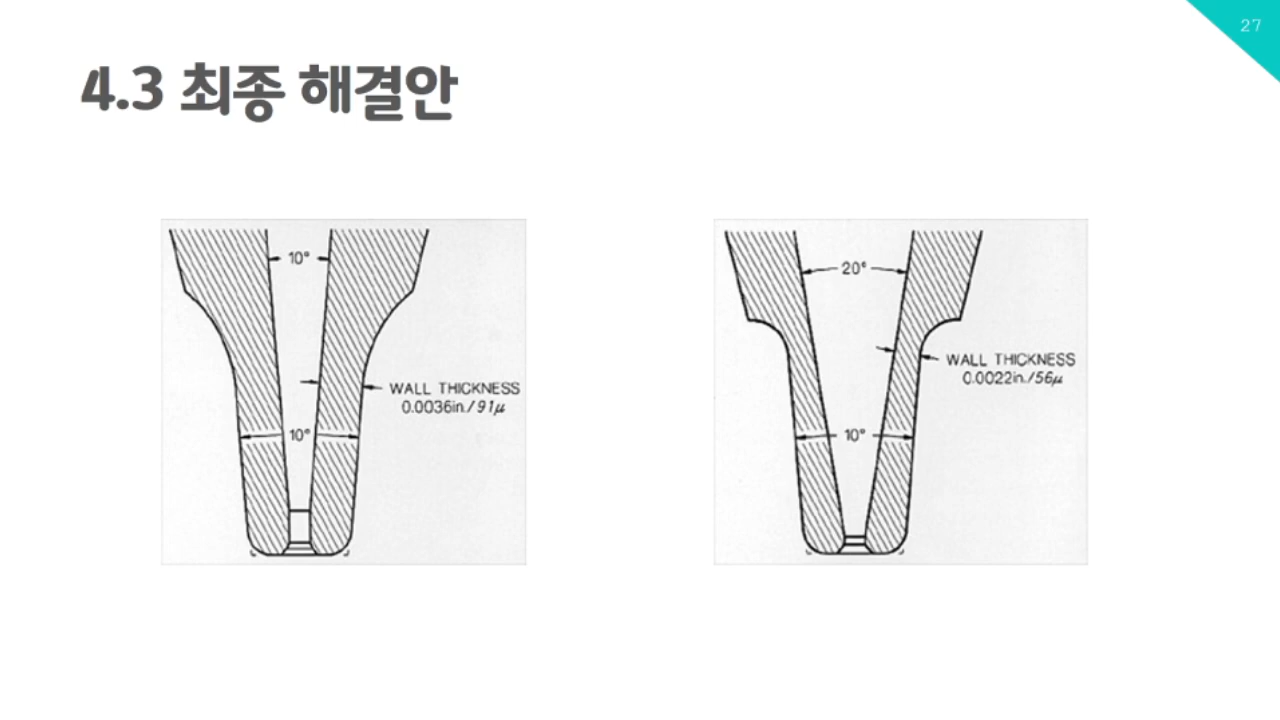 27
4.3 최종 해결안
10°
WALL THICKNESS
0.0036in./91μ
10°
20°
WALL THICKNESS
0.0022in./56μ
10°